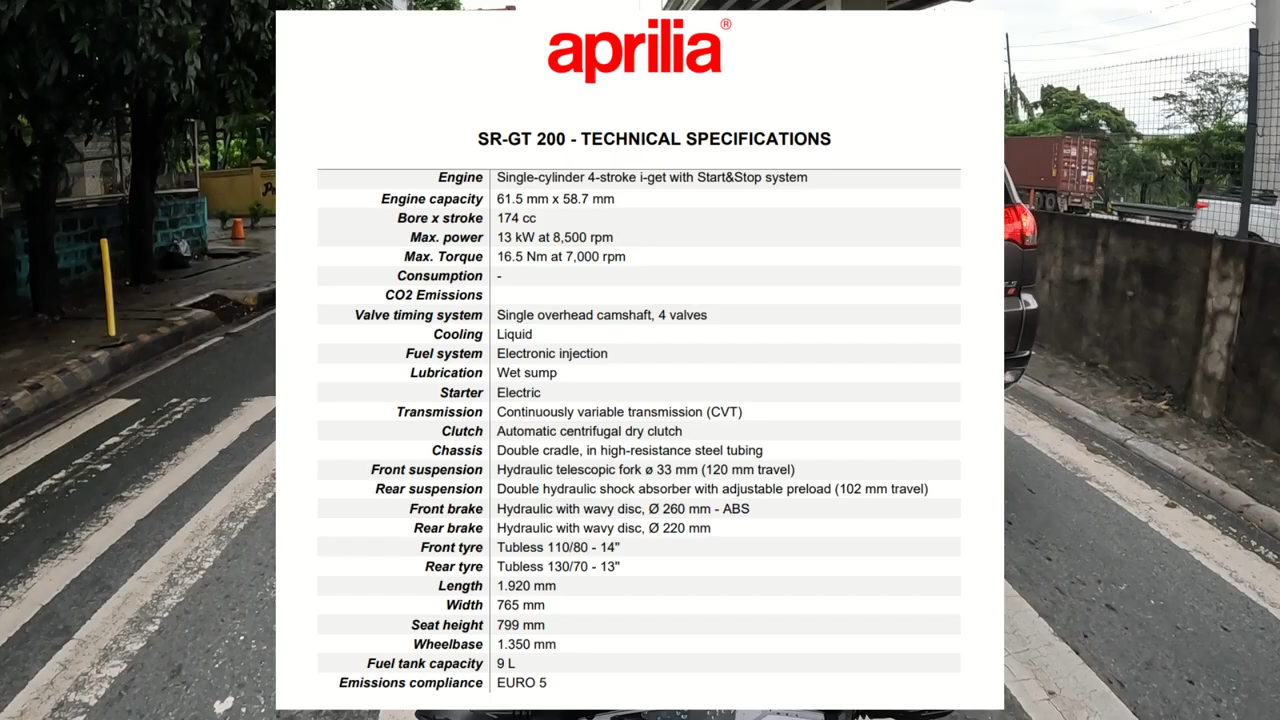 aprilia®
SR-GT 200 - TECHNICAL SPECIFICATIONS
Engine Single-cylinder 4-stroke i-get with Start&Stop system
Engine capacity 61.5 mm x 58.7 mm
Bore x stroke 174 cc
Max. power 13 kW at 8,500 rpm
Max. Torque 16.5 Nm at 7,000 rpm
Consumption -
CO2 Emissions
Valve timing system Single overhead camshaft, 4 valves
Cooling Liquid
Fuel system Electronic injection
Lubrication Wet sump
Starter Electric
Transmission Continuously variable transmission (CVT)
Clutch Automatic centrifugal dry clutch
Chassis Double cradle, in high-resistance steel tubing
Front suspension Hydraulic telescopic fork ø 33 mm (120 mm travel)
Rear suspension Double hydraulic shock absorber with adjustable preload (102 mm travel)
Front brake Hydraulic with wavy disc, Ø 260 mm - ABS
Rear brake Hydraulic with wavy disc, Ø 220 mm
Front tyre Tubless 110/80 - 14"
Rear tyre Tubless 130/70 - 13"
Length 1.920 mm
Width 765 mm
Seat height 799 mm
Wheelbase 1.350 mm
Fuel tank capacity 9 L
Emissions compliance EURO 5